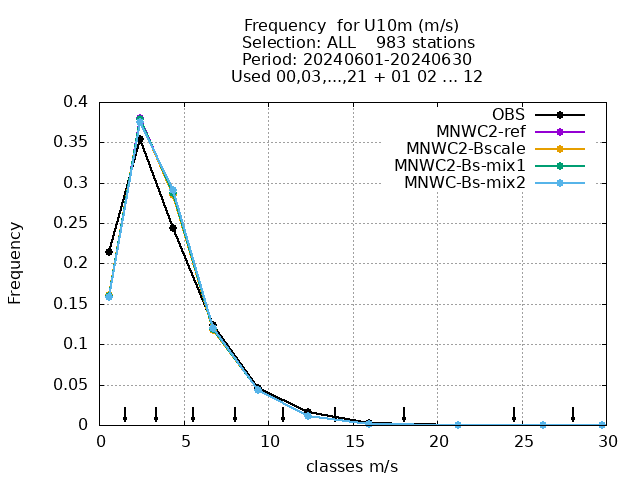 Frequency  for U10m (m/s)
Selection: ALL    983 stations
Period: 20240601-20240630
Used 00,03,...,21 + 01 02 ... 12
OBS
MNWC2-ref
MNWC2-Bscale
MNWC2-Bs-mix1
MNWC-Bs-mix2
Frequency
0.4
0.35
0.3
0.25
0.2
0.15
0.1
0.05
0
0 5 10 15 20 25 30
classes m/s